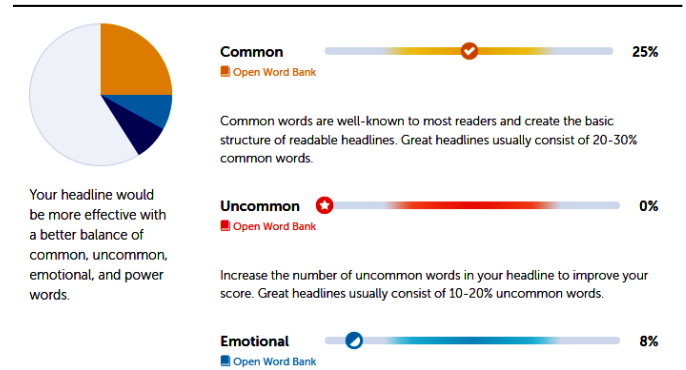 Common 25%
Open Word Bank
Common words are well-known to most readers and create the basic
structure of readable headlines. Great headlines usually consist of 20-30%
common words.
Your headline would
be more effective with
a better balance of
common, uncommon,
emotional, and power
words.
Uncommon 0%
Open Word Bank
Increase the number of uncommon words in your headline to improve your
score. Great headlines usually consist of 10-20% uncommon words.
Emotional 8%
Open Word Bank